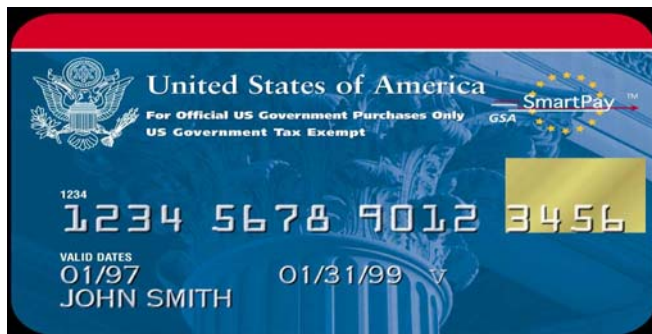 United States of America
For Official US Government Purchases Only
US Government Tax Exempt
GSA SmartPay TM
1234
1234 5678 9012 3456
VALID DATES
01/97 01/31/99 V
JOHN SMITH